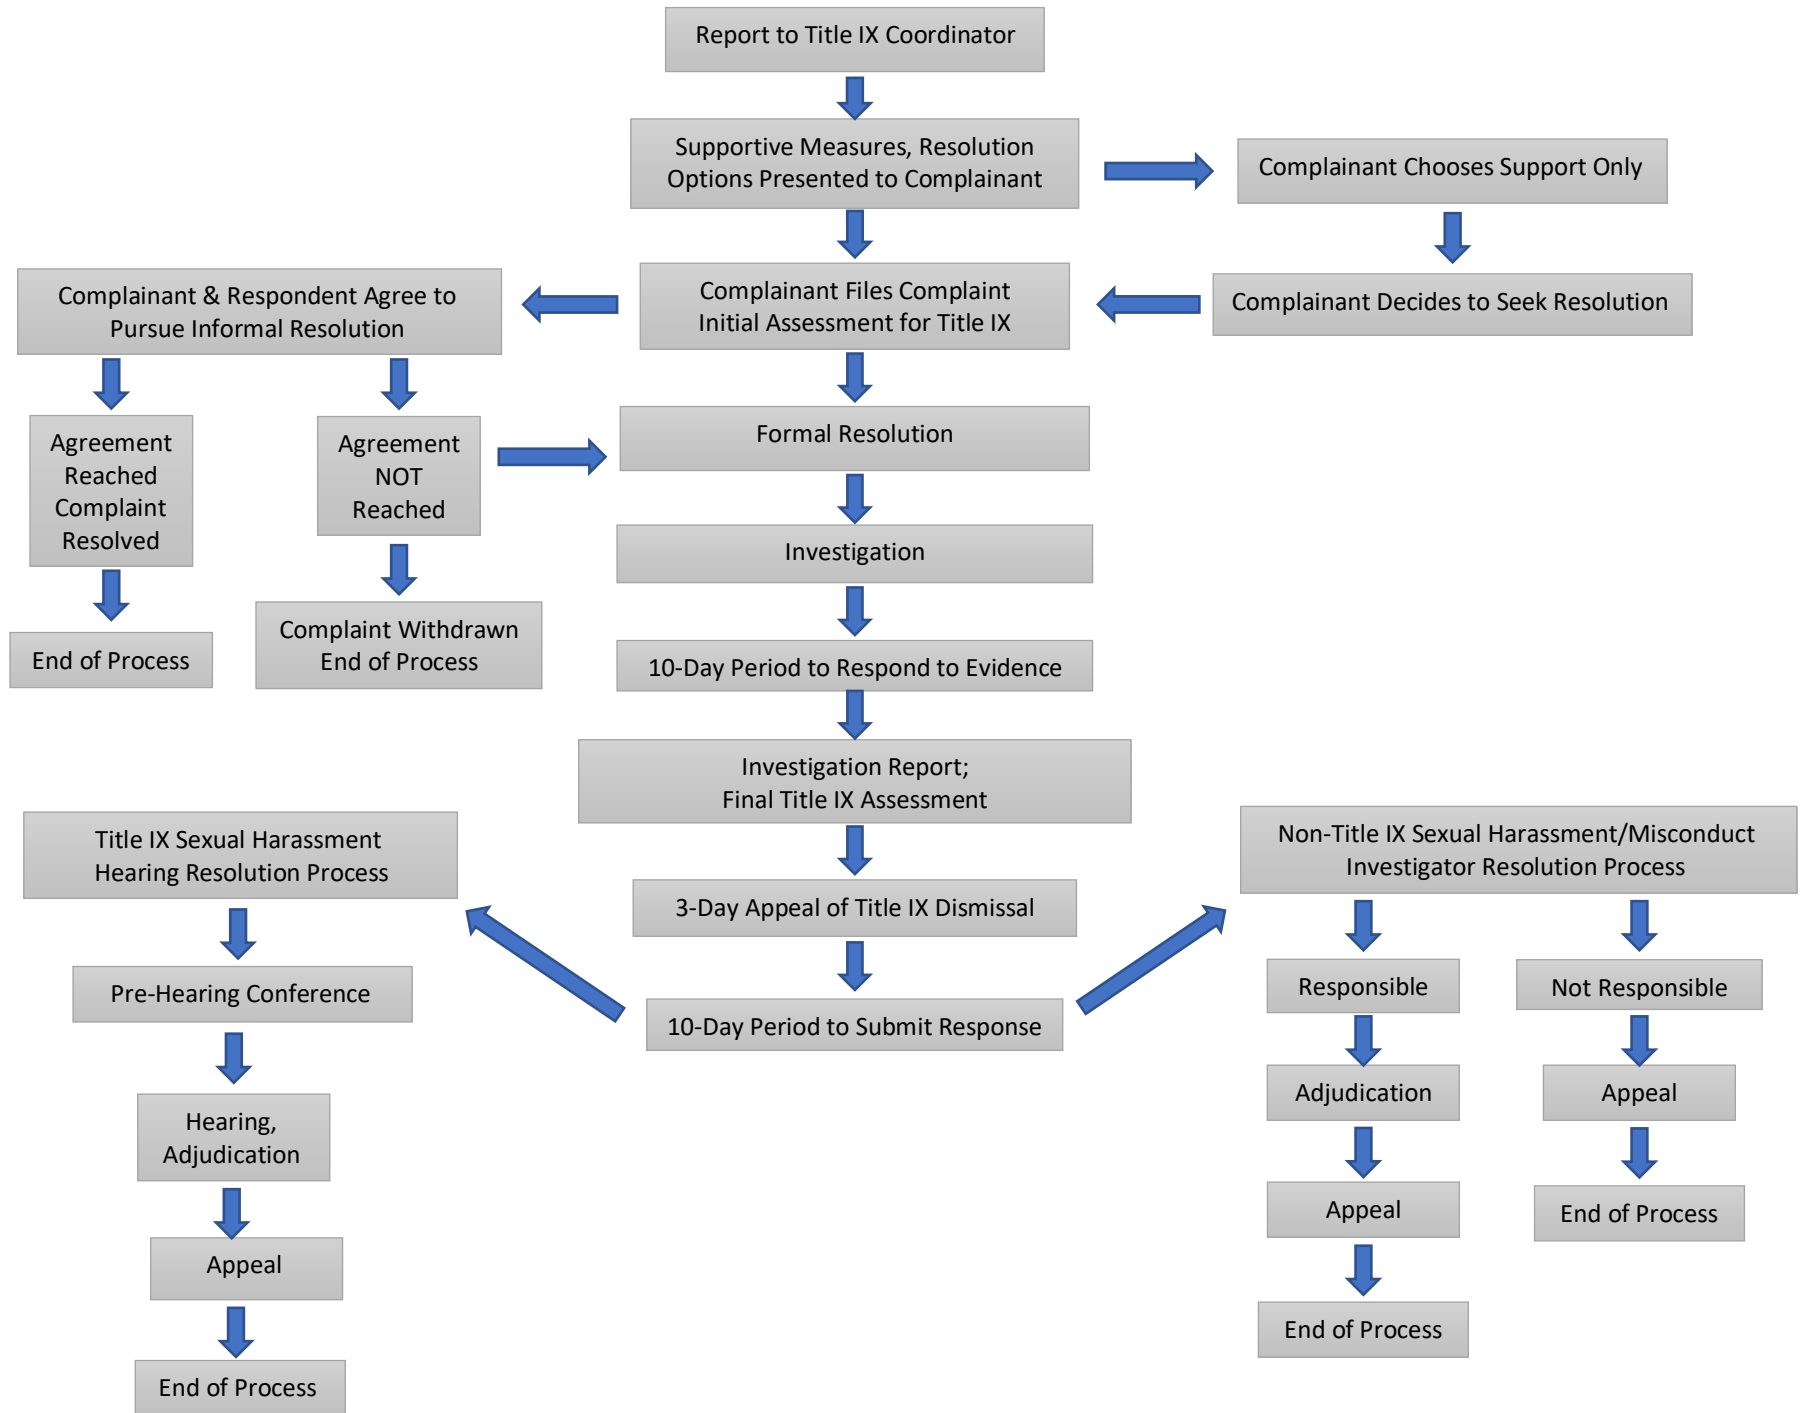 Report to Title IX Coordinator
Supportive Measures, Resolution
Options Presented to Complainant
Complainant Chooses Support Only
Complainant & Respondent Agree to
Pursue Informal Resolution
Complainant Files Complaint
Initial Assessment for Title IX
Complainant Decides to Seek Resolution
Agreement
Reached
Complaint
Resolved
Agreement
NOT
Reached
Formal Resolution
Investigation
End of Process
Complaint Withdrawn
End of Process
10-Day Period to Respond to Evidence
Investigation Report;
Final Title IX Assessment
Title IX Sexual Harassment
Hearing Resolution Process
Non-Title IX Sexual Harassment/Misconduct
Investigator Resolution Process
3-Day Appeal of Title IX Dismissal
Pre-Hearing Conference
10-Day Period to Submit Response
Responsible
Not Responsible
Hearing,
Adjudication
Adjudication
Appeal
Appeal
Appeal
End of Process
End of Process
End of Process